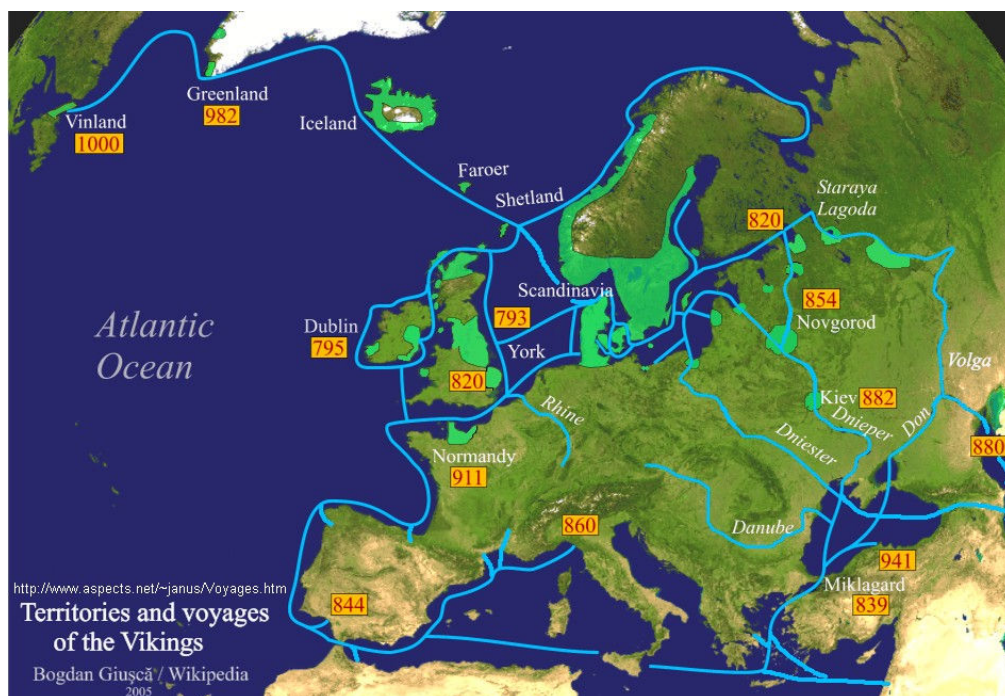 Greenland
982
Vinland
1000
Iceland
Faroer
Shetland
Staraya
Lagoda
820
Scandinavia
793
854
Novgorod
Atlantic
Ocean
Dublin
795
York
820
Volga
Kiev 882
Rhine
Dnieper
Don
Dniester
880
Normandy
911
860
Danube
941
Miklagard
839
844
http://www.aspects.net/~janus/Voyages.htm
Territories and voyages
of the Vikings
Bogdan Giușcă / Wikipedia
2005